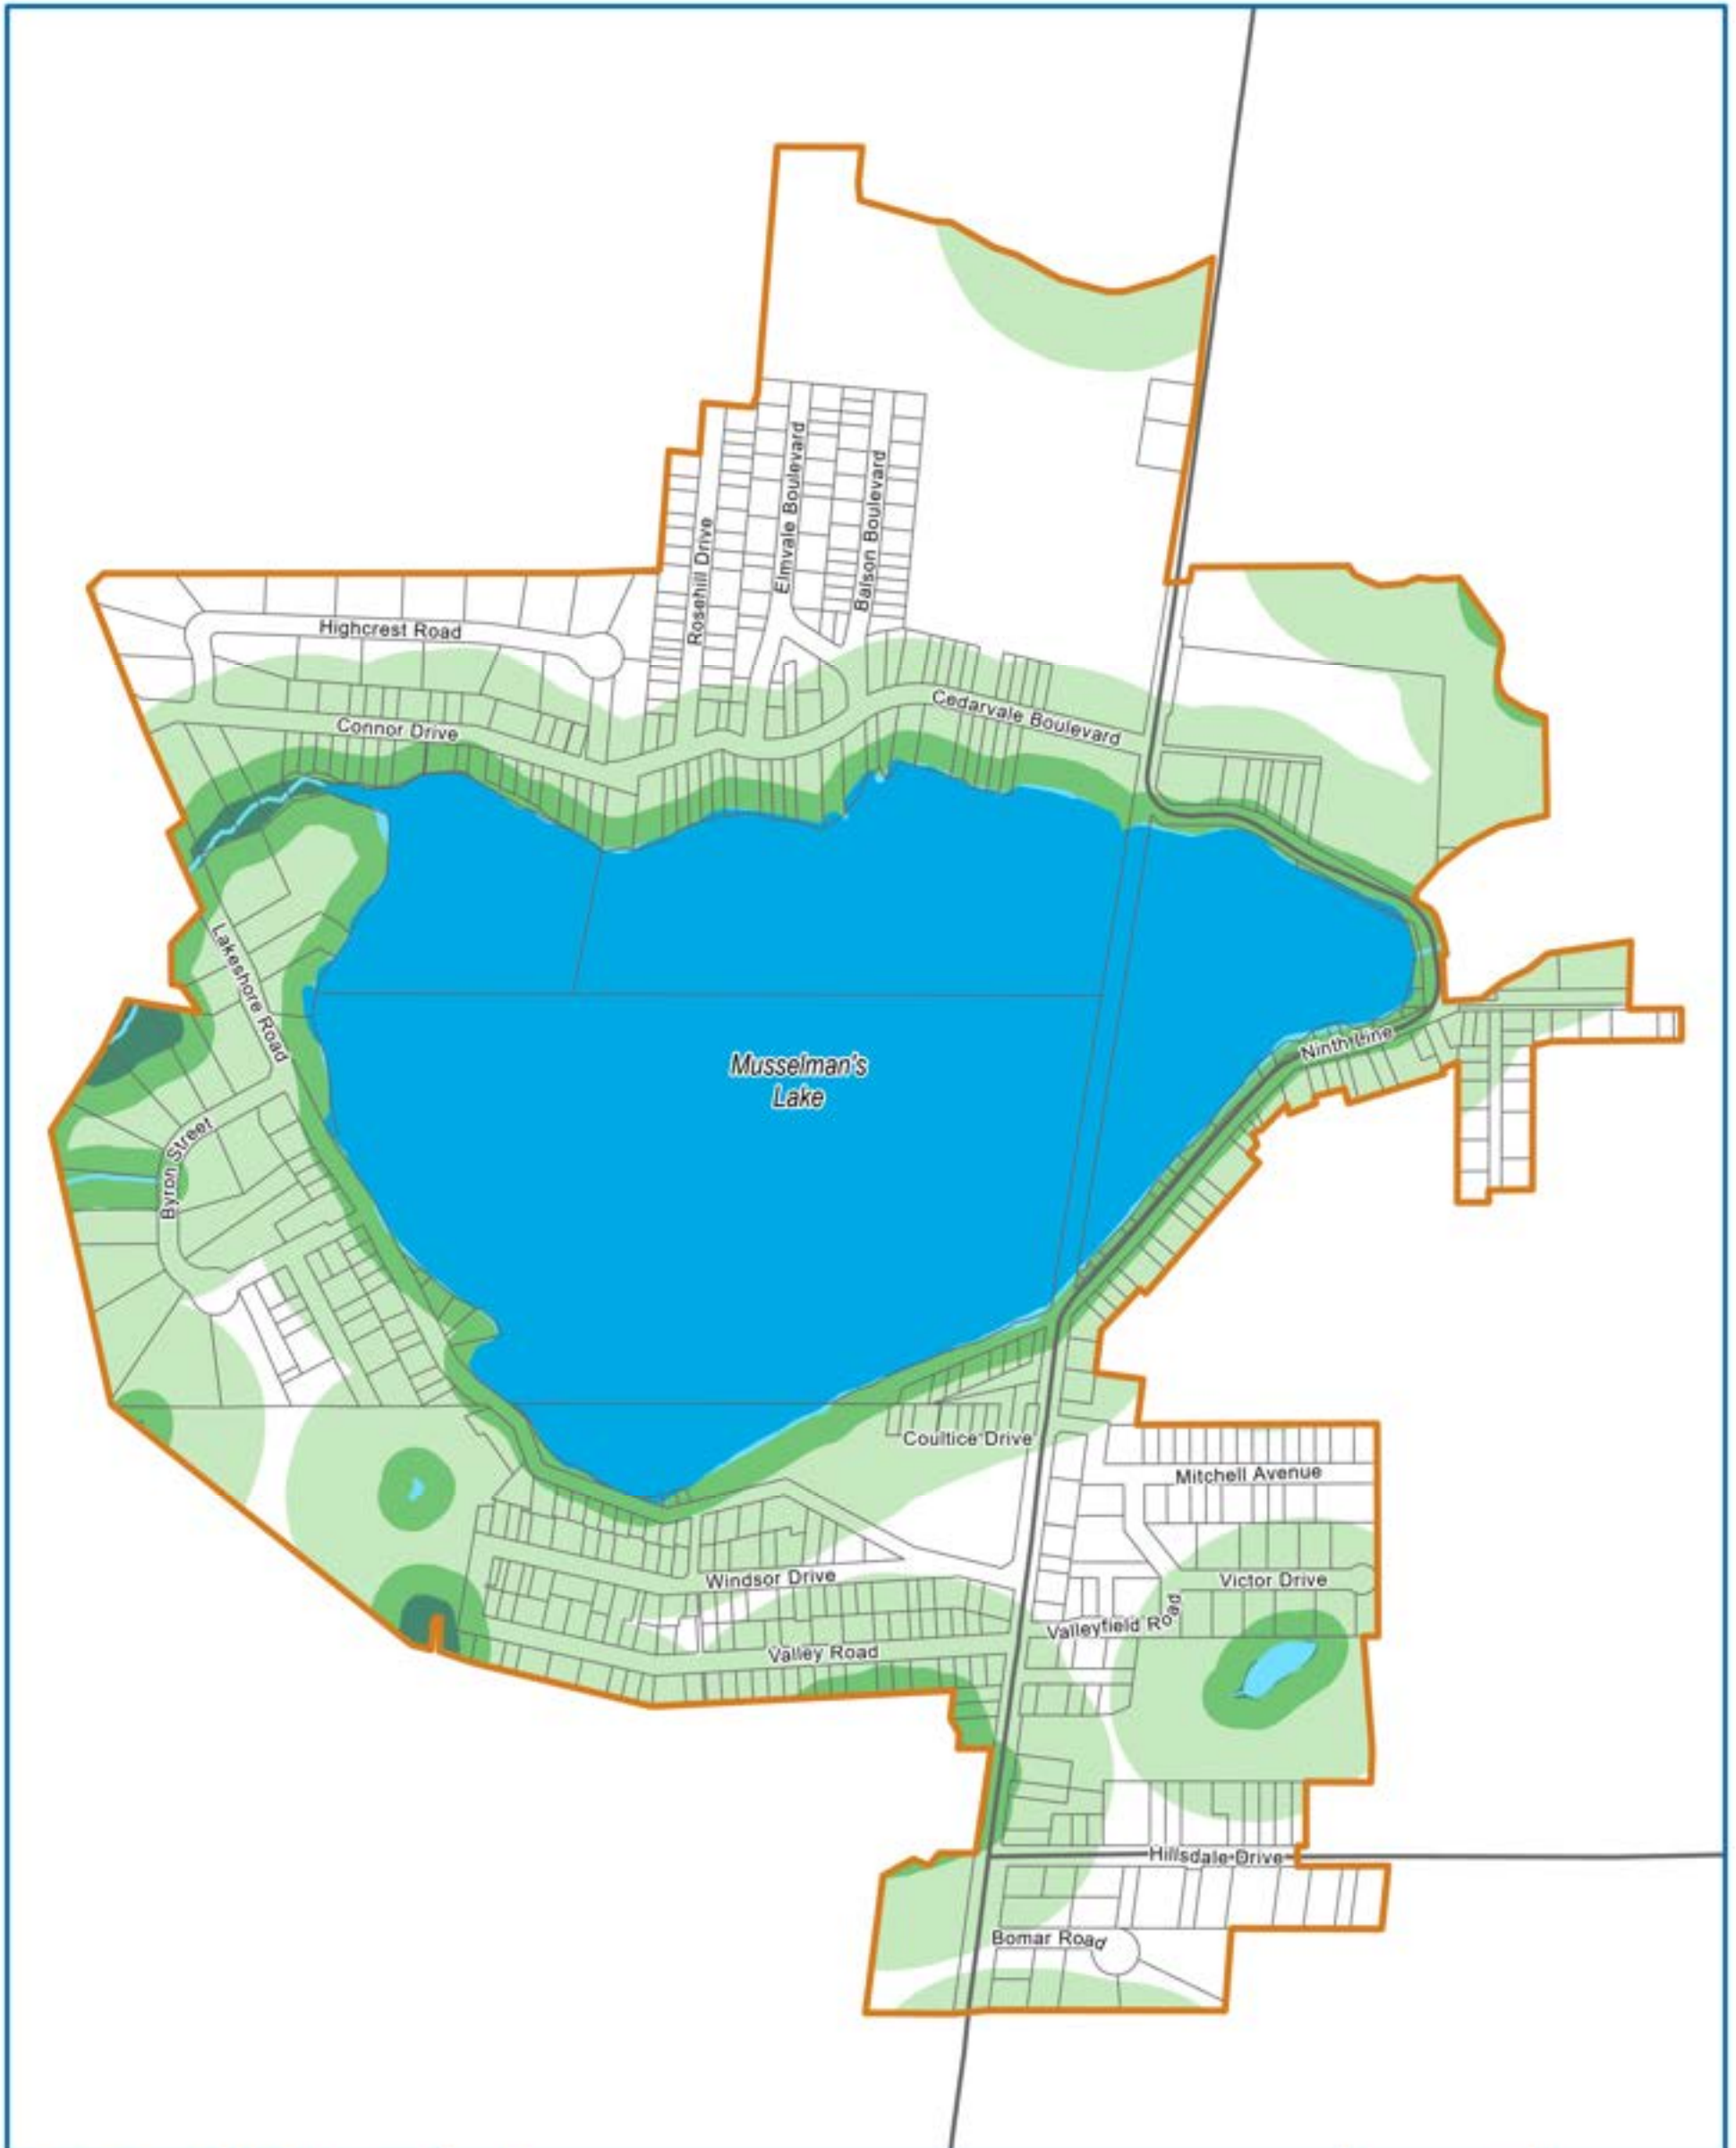 Elmvale Boulevard
Balson Boulevard
Rosehill Drive
Highcrest Road
Cedarvale Boulevard
Connor Drive
Lakeshore Road
Ninth Line
Musselman's
Lake
Byron Street
Coultice Drive
Mitchell Avenue
Windsor Drive
Victor Drive
Valleyfield Road
Valley Road
Hillsdale Drive
Bomar Road